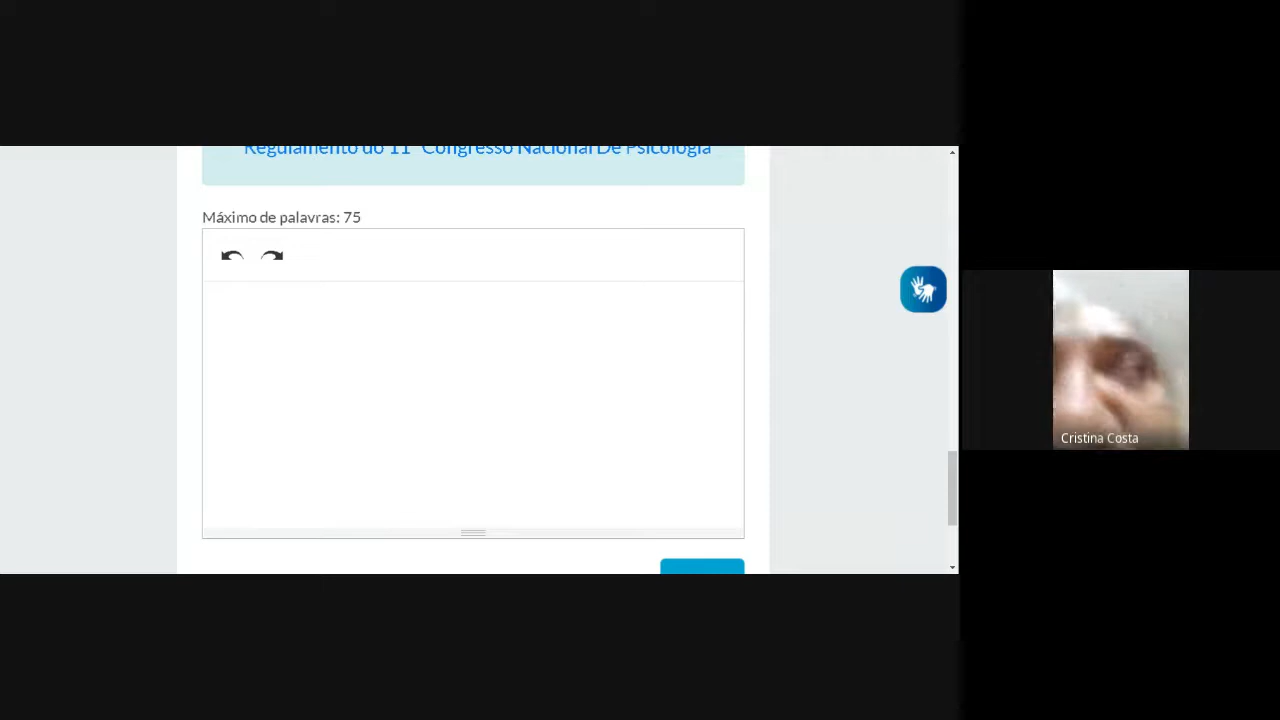 Regulamento do 11º Congresso Nacional De Psicologia
Máximo de palavras: 75
Cristina Costa